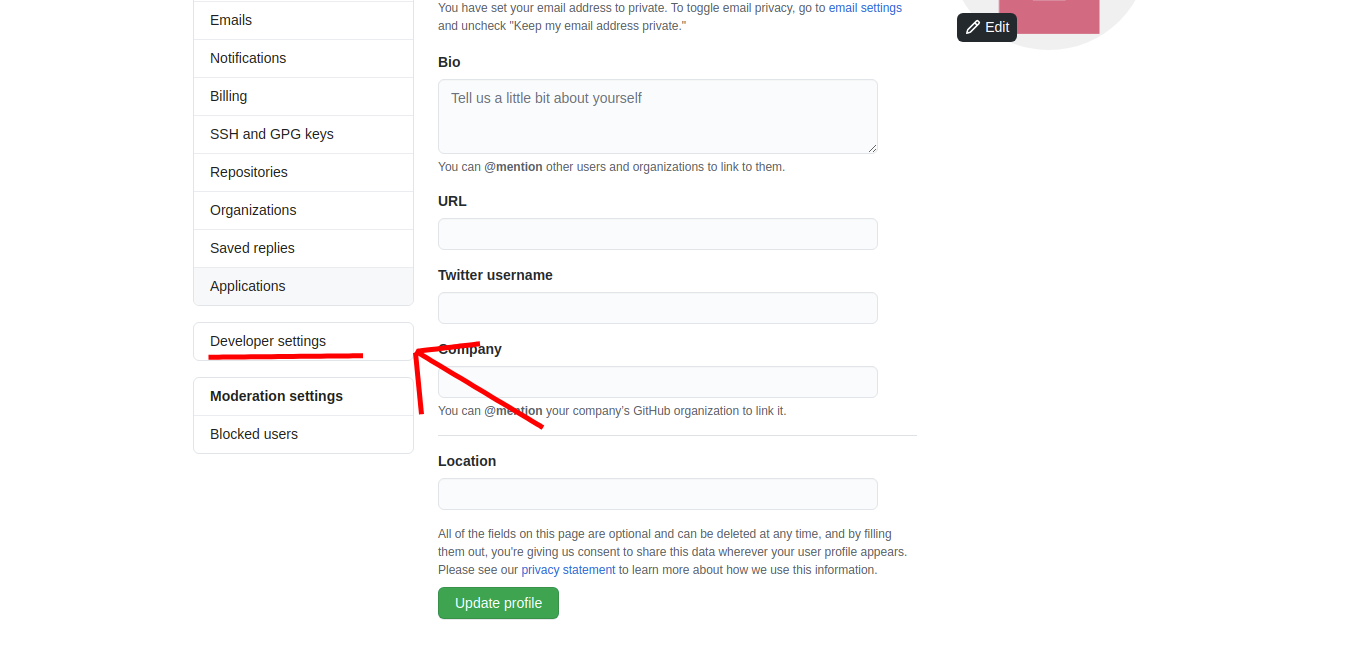 Emails
Notifications
Billing
SSH and GPG keys
Repositories
Organizations
Saved replies
Applications
Developer settings
Moderation settings
Blocked users
You have set your email address to private. To toggle email privacy, go to email settings
and uncheck "Keep my email address private."
Bio
Tell us a little bit about yourself
You can @mention other users and organizations to link to them.
URL
Twitter username
Company
You can @mention your company's GitHub organization to link it.
Location
All of the fields on this page are optional and can be deleted at any time, and by filling
them out, you're giving us consent to share this data wherever your user profile appears.
Please see our privacy statement to learn more about how we use this information.
Update profile
Edit